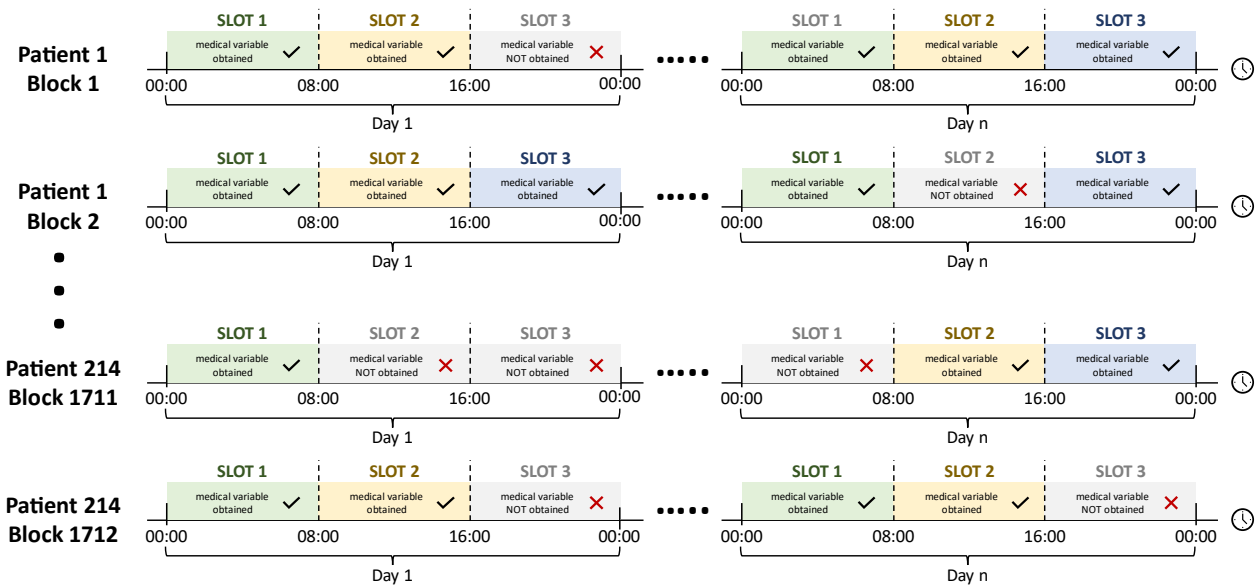 SLOT 1 SLOT 2 SLOT 3 SLOT 1 SLOT 2 SLOT 3
Patient 1
Block 1
medical variable
obtained
medical variable
obtained
medical variable
NOT obtained
medical variable
obtained
medical variable
obtained
medical variable
obtained
00:00 08:00 16:00 00:00 00:00 08:00 16:00 00:00
Day 1 Day n
SLOT 1 SLOT 2 SLOT 3 SLOT 1 SLOT 2 SLOT 3
Patient 1
Block 2
medical variable
obtained
medical variable
obtained
medical variable
obtained
medical variable
obtained
medical variable
NOT obtained
medical variable
obtained
00:00 08:00 16:00 00:00 00:00 08:00 16:00 00:00
Day 1 Day n
SLOT 1 SLOT 2 SLOT 3 SLOT 1 SLOT 2 SLOT 3
Patient 214
Block 1711
medical variable
obtained
medical variable
NOT obtained
medical variable
NOT obtained
medical variable
NOT obtained
medical variable
obtained
medical variable
obtained
00:00 08:00 16:00 00:00 00:00 08:00 16:00 00:00
Day 1 Day n
SLOT 1 SLOT 2 SLOT 3 SLOT 1 SLOT 2 SLOT 3
Patient 214
Block 1712
medical variable
obtained
medical variable
obtained
medical variable
NOT obtained
medical variable
obtained
medical variable
obtained
medical variable
NOT obtained
00:00 08:00 16:00 00:00 00:00 08:00 16:00 00:00
Day 1 Day n